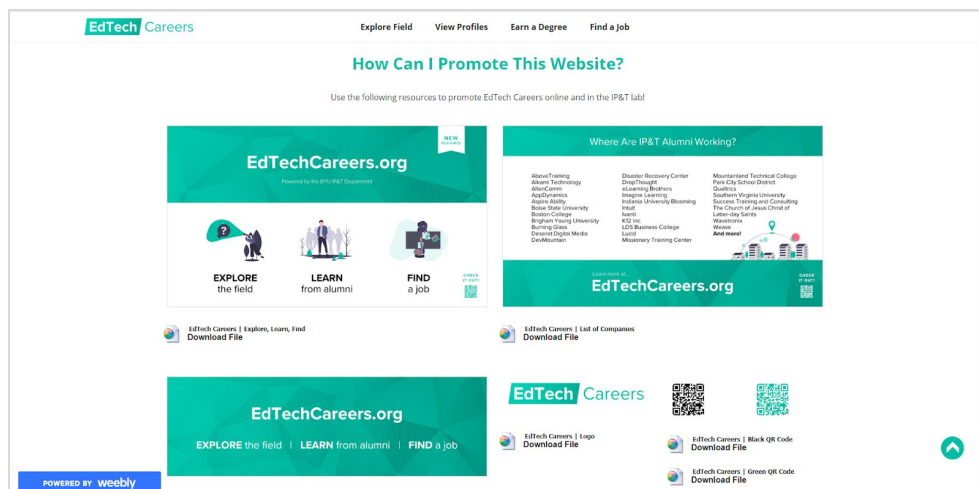 EdTech Careers
Explore Field View Profiles Earn a Degree Find a Job
How Can I Promote This Website?
Use the following resources to promote EdTech Careers online and in the IP&T lab!
NEW
RESOURCE
EdTechCareers.org
Powered by the BYU IP&T Department
EXPLORE
the field
LEARN
from alumni
FIND
a job
CHECK
IT OUT!
Where Are IP&T Alumni Working?
AboveTraining
Alkami Technology
AllenComm
AppDynamics
Aspire Ability
Boise State University
Boston College
Brigham Young University
Burning Glass
Deseret Digital Media
DevMountain
Disaster Recovery Center
DropThought
eLearning Brothers
Imagine Learning
Indiania University Blooming
Intuit
Ivanti
K12 Inc.
LDS Business College
Lucid
Missionary Training Center
Mountainland Technical College
Park City School District
Qualtrics
Southern Virginia University
Success Training and Consulting
The Church of Jesus Christ of
Latter-day Saints
Wavetronix
Weave
And more!
Learn more at...
EdTechCareers.org
CHECK
IT OUT!
EdTech Careers | Explore, Learn, Find
Download File
EdTech Careers | List of Companies
Download File
EdTechCareers.org
EXPLORE the field | LEARN from alumni | FIND a job
EdTech Careers
EdTech Careers | Logo
Download File
EdTech Careers | Black QR Code
Download File
EdTech Careers | Green QR Code
Download File
POWERED BY weebly